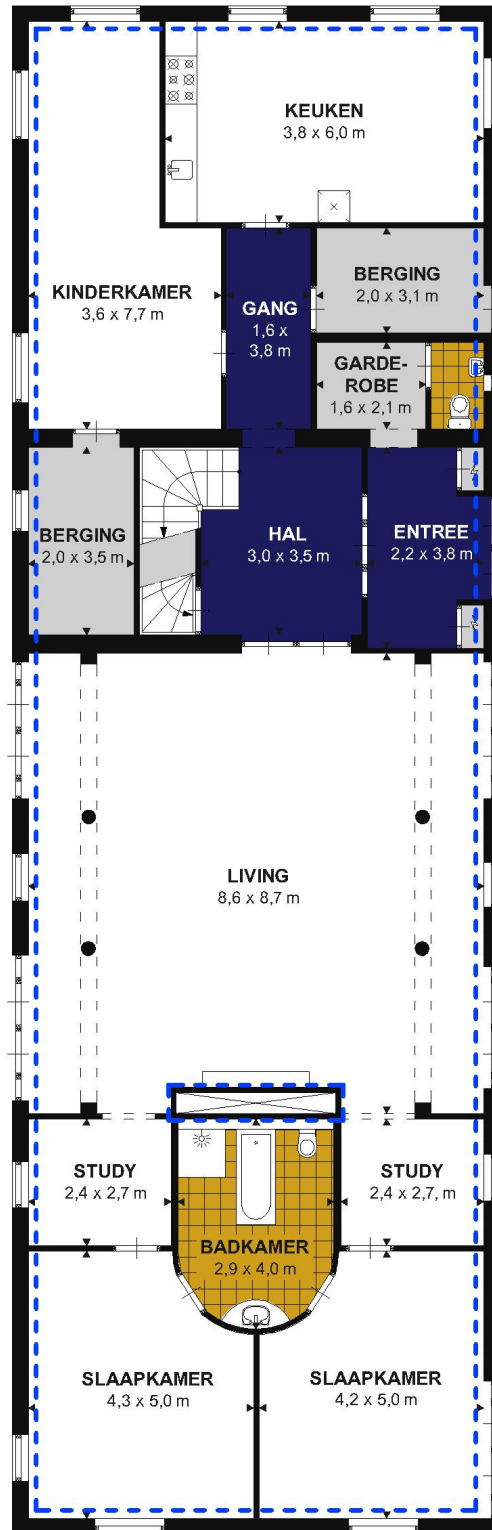 KEUKEN
3,8 x 6,0 m
KINDERKAMER
3,6 x 7,7 m
GANG
1,6 x
3,8 m
BERGING
2,0 x 3,1 m
GARDE-
ROBE
1,6 x 2,1 m
BERGING
2,0 x 3,5 m
HAL
3,0 x 3,5 m
ENTREE
2,2 x 3,8 m
LIVING
8,6 x 8,7 m
STUDY
2,4 x 2,7 m
STUDY
2,4 x 2,7, m
BADKAMER
2,9 x 4,0 m
SLAAPKAMER
4,3 x 5,0 m
SLAAPKAMER
4,2 x 5,0 m